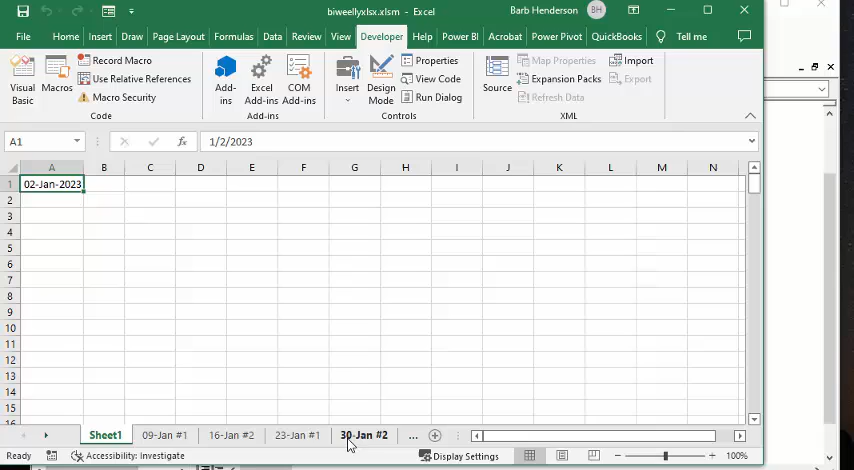 biweellyxlsx.xlsm - Excel
Barb Henderson BH
File Home Insert Draw Page Layout Formulas Data Review View Developer Help Power BI Acrobat Power Pivot QuickBooks Tell me
Visual Basic
Macros
Record Macro
Use Relative References
Macro Security
Code
Add-ins
Excel Add-ins
COM Add-ins
Add-ins
Insert
Design Mode
Properties
View Code
Run Dialog
Controls
Source
Map Properties
Expansion Packs
Refresh Data
Import
Export
XML
A1 fx 1/2/2023
A B C D E F G H I J K L M N
1 02-Jan-2023
2
3
4
5
6
7
8
9
10
11
12
13
14
15
16
Sheet1 09-Jan #1 16-Jan #2 23-Jan #1 30-Jan #2 ...
Ready Accessibility: Investigate Display Settings 100%